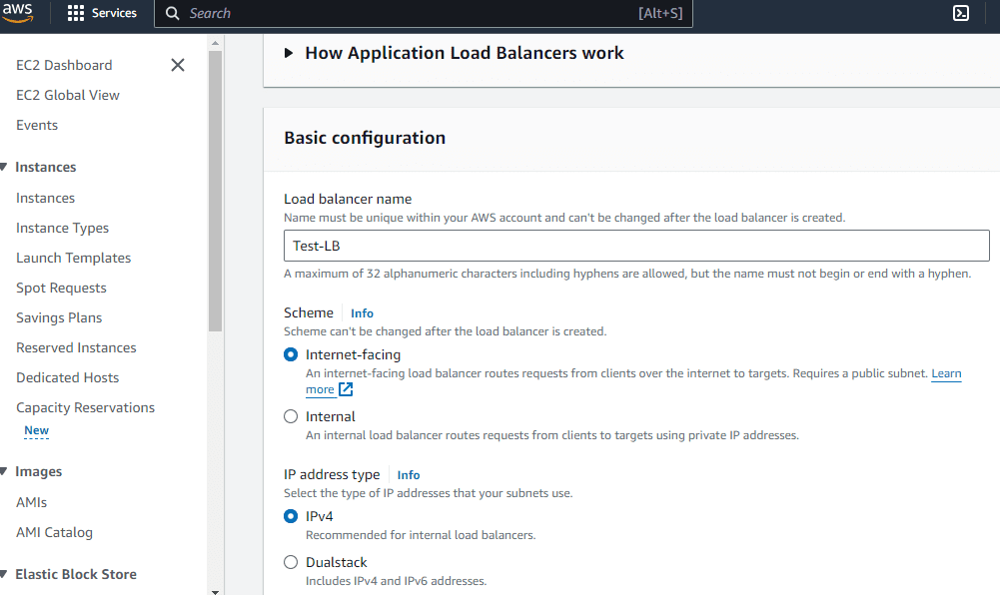 aws
Services
Search [Alt+S]
EC2 Dashboard
EC2 Global View
Events
Instances
Instances
Instance Types
Launch Templates
Spot Requests
Savings Plans
Reserved Instances
Dedicated Hosts
Capacity Reservations
New
Images
AMIs
AMI Catalog
Elastic Block Store
How Application Load Balancers work
Basic configuration
Load balancer name
Name must be unique within your AWS account and can't be changed after the load balancer is created.
Test-LB
A maximum of 32 alphanumeric characters including hyphens are allowed, but the name must not begin or end with a hyphen.
Scheme Info
Scheme can't be changed after the load balancer is created.
Internet-facing
An internet-facing load balancer routes requests from clients over the internet to targets. Requires a public subnet. Learn
more
Internal
An internal load balancer routes requests from clients to targets using private IP addresses.
IP address type Info
Select the type of IP addresses that your subnets use.
IPv4
Recommended for internal load balancers.
Dualstack
Includes IPv4 and IPv6 addresses.